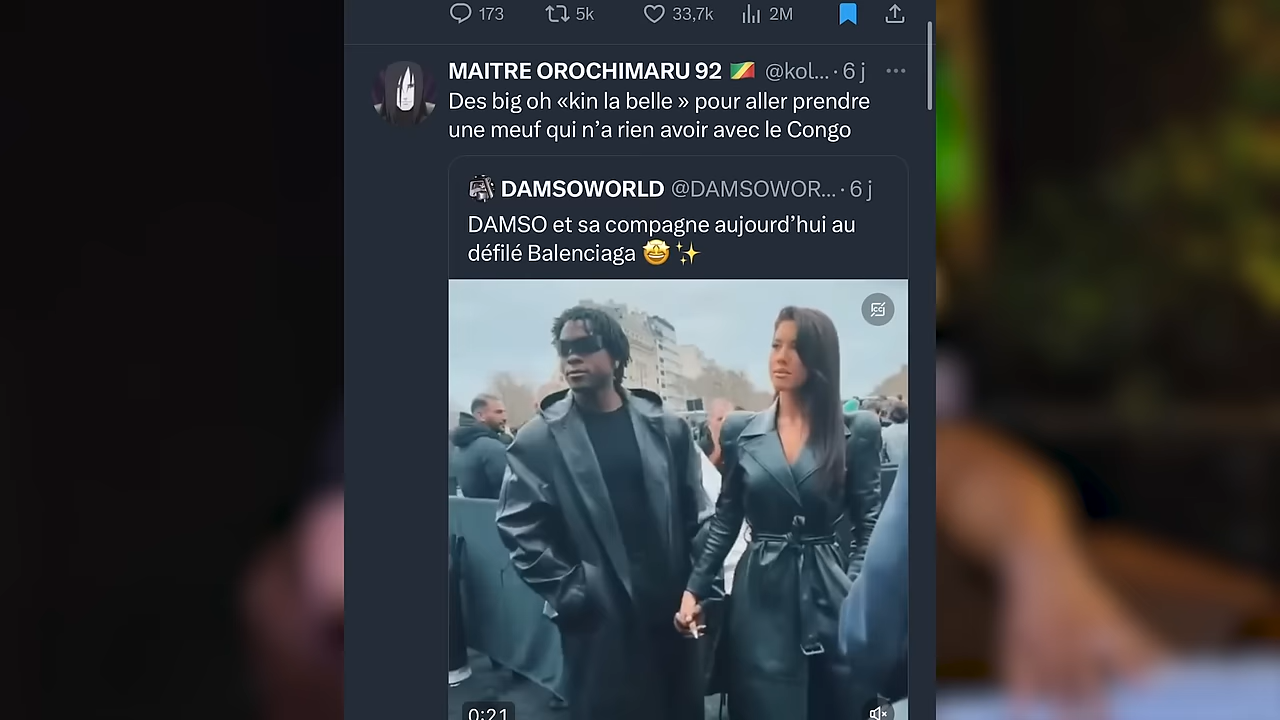 173 5k 33,7k 2M
MAITRE OROCHIMARU 92 @kol... · 6 j
Des big oh «kin la belle » pour aller prendre
une meuf qui n’a rien avoir avec le Congo
DAMSOWORLD @DAMSOWOR... · 6 j
DAMSO et sa compagne aujourd’hui au
défilé Balenciaga
CC
0:21